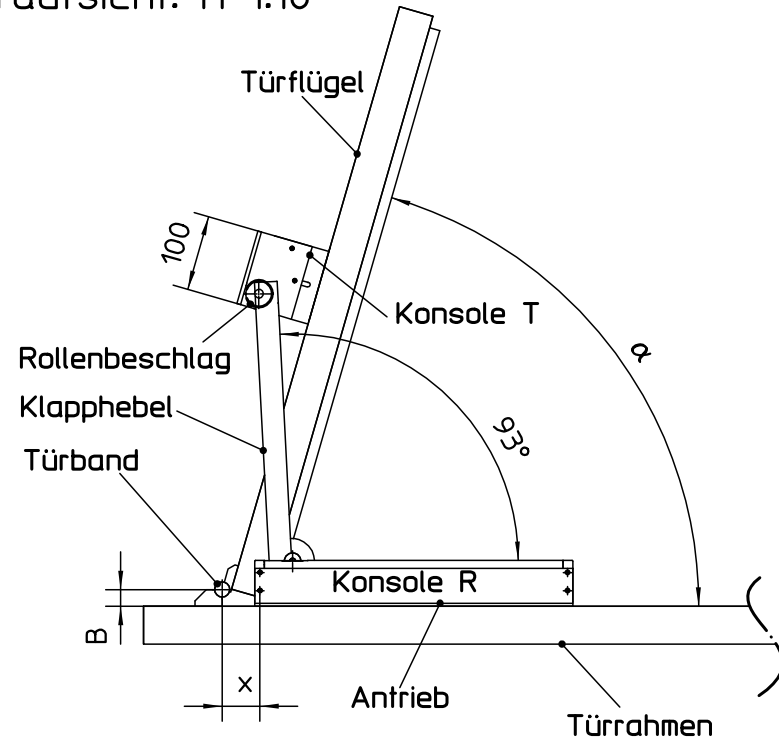 Türflügel
100
Konsole T
α
Rollenbeschlag
Klapphebel
93°
Türband
Konsole R
B
x
Antrieb
Türrahmen